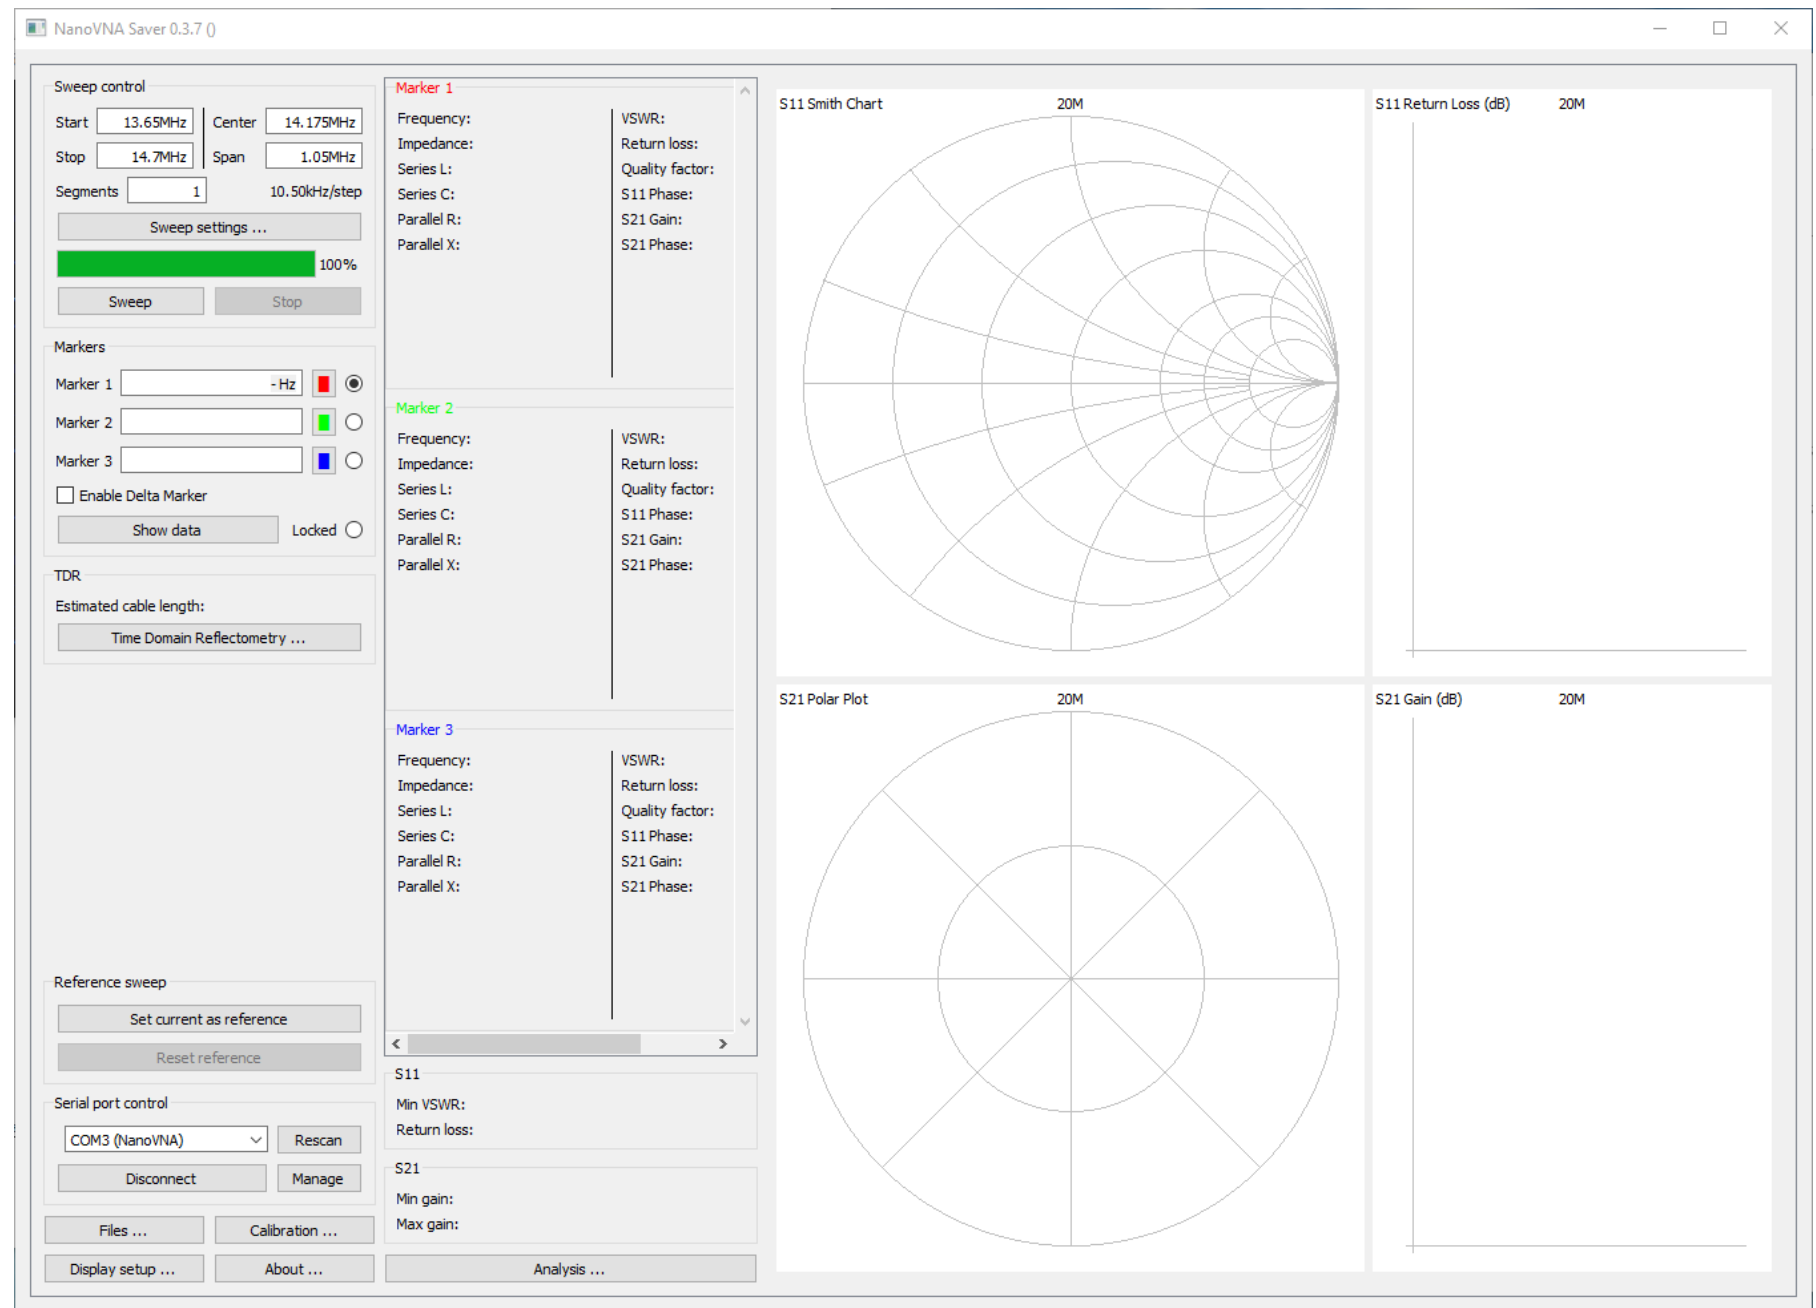 NanoVNA Saver 0.3.7 ()
Sweep control
Start 13.65MHz Center 14.175MHz
Stop 14.7MHz Span 1.05MHz
Segments 1 10.50kHz/step
Sweep settings ...
100%
Sweep Stop
Markers
Marker 1 - Hz
Marker 2
Marker 3
Enable Delta Marker
Show data Locked
TDR
Estimated cable length:
Time Domain Reflectometry ...
Reference sweep
Set current as reference
Reset reference
Serial port control
COM3 (NanoVNA) Rescan
Disconnect Manage
Files ... Calibration ...
Display setup ... About ...
Marker 1
Frequency: VSWR:
Impedance: Return loss:
Series L: Quality factor:
Series C: S11 Phase:
Parallel R: S21 Gain:
Parallel X: S21 Phase:
Marker 2
Frequency: VSWR:
Impedance: Return loss:
Series L: Quality factor:
Series C: S11 Phase:
Parallel R: S21 Gain:
Parallel X: S21 Phase:
Marker 3
Frequency: VSWR:
Impedance: Return loss:
Series L: Quality factor:
Series C: S11 Phase:
Parallel R: S21 Gain:
Parallel X: S21 Phase:
S11
Min VSWR:
Return loss:
S21
Min gain:
Max gain:
Analysis ...
S11 Smith Chart 20M
S11 Return Loss (dB) 20M
S21 Polar Plot 20M
S21 Gain (dB) 20M